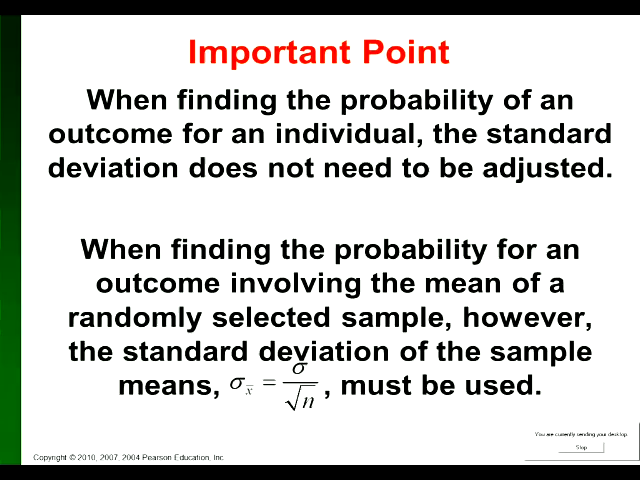 Important Point
When finding the probability of an
outcome for an individual, the standard
deviation does not need to be adjusted.
When finding the probability for an
outcome involving the mean of a
randomly selected sample, however,
the standard deviation of the sample
means, σx̄ = σ/√n , must be used.
You are currently sending your desktop.
Stop
Copyright © 2010, 2007, 2004 Pearson Education, Inc